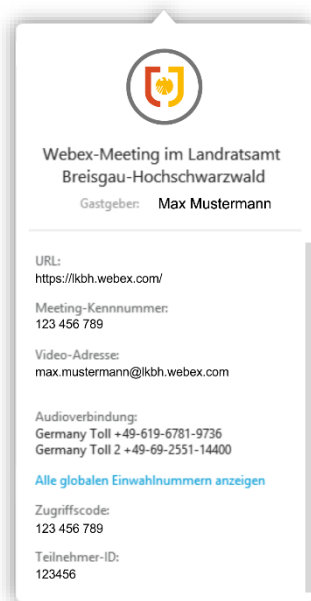 Webex-Meeting im Landratsamt
Breisgau-Hochschwarzwald
Gastgeber: Max Mustermann
URL:
https://lkbh.webex.com/
Meeting-Kennnummer:
123 456 789
Video-Adresse:
max.mustermann@lkbh.webex.com
Audioverbindung:
Germany Toll +49-619-6781-9736
Germany Toll 2 +49-69-2551-14400
Alle globalen Einwahlnummern anzeigen
Zugriffscode:
123 456 789
Teilnehmer-ID:
123456